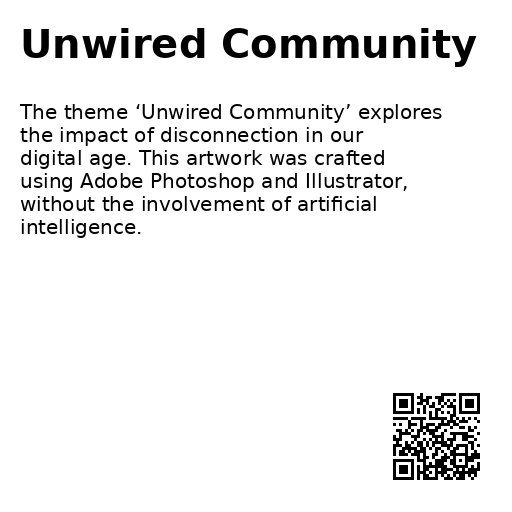 Unwired Community
The theme ‘Unwired Community’ explores
the impact of disconnection in our
digital age. This artwork was crafted
using Adobe Photoshop and Illustrator,
without the involvement of artificial
intelligence.